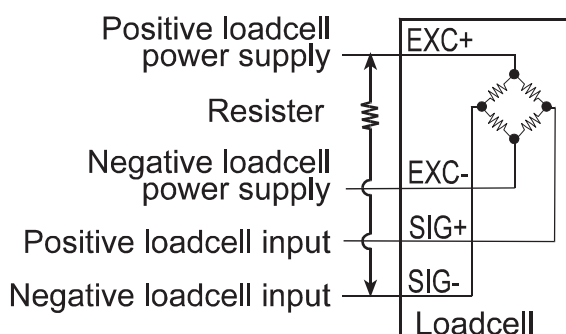 Positive loadcell
power supply
EXC+
Resister
Negative loadcell
power supply
EXC-
Positive loadcell input
SIG+
Negative loadcell input
SIG-
Loadcell